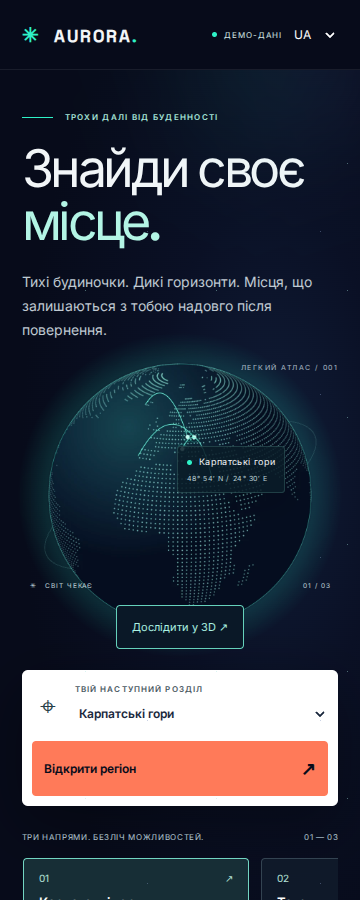 AURORA.
ДЕМО-ДАНІ
UA
ТРОХИ ДАЛІ ВІД БУДЕННОСТІ
Знайди своє
місце.
Тихі будиночки. Дикі горизонти. Місця, що
залишаються з тобою надовго після
повернення.
ЛЕГКИЙ АТЛАС / 001
Карпатські гори
48° 54′ N / 24° 30′ E
СВІТ ЧЕКАЄ
01 / 03
Дослідити у 3D ↗
ТВІЙ НАСТУПНИЙ РОЗДІЛ
Карпатські гори
Відкрити регіон ↗
ТРИ НАПРЯМИ. БЕЗЛІЧ МОЖЛИВОСТЕЙ.
01 — 03
01 ↗
02